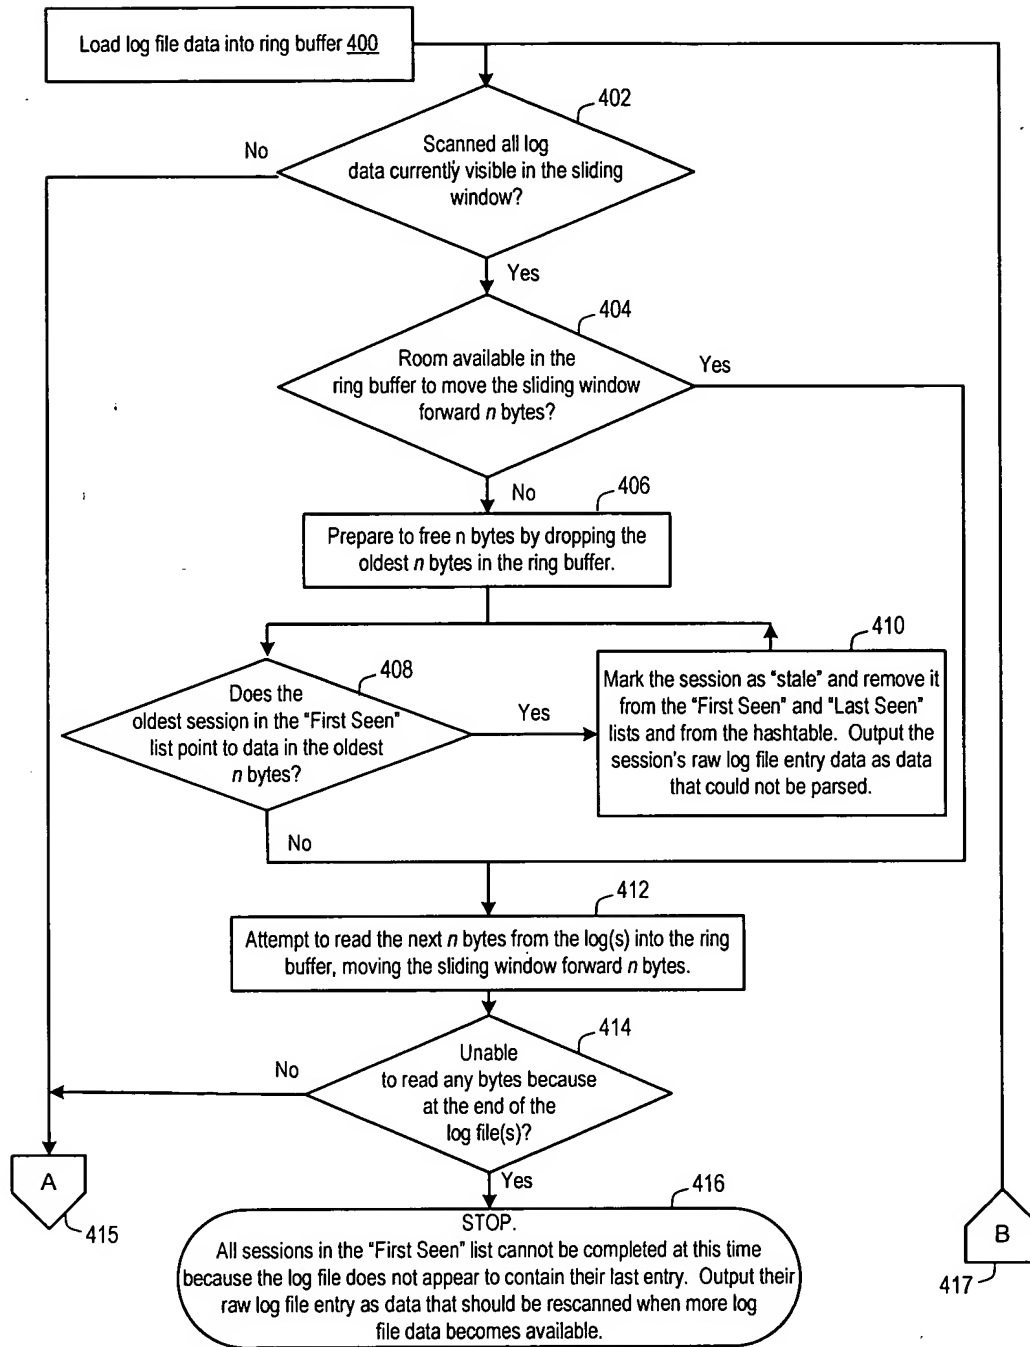 Load log file data into ring buffer 400
402
Scanned all log
data currently visible in the sliding
window?
No
Yes
404
Room available in the
ring buffer to move the sliding window
forward n bytes?
Yes
No
406
Prepare to free n bytes by dropping the
oldest n bytes in the ring buffer.
408
Does the
oldest session in the "First Seen"
list point to data in the oldest
n bytes?
Yes
410
Mark the session as "stale" and remove it
from the "First Seen" and "Last Seen"
lists and from the hashtable. Output the
session's raw log file entry data as data
that could not be parsed.
No
412
Attempt to read the next n bytes from the log(s) into the ring
buffer, moving the sliding window forward n bytes.
414
Unable
to read any bytes because
at the end of the
log file(s)?
No
Yes
A
415
416
STOP.
All sessions in the "First Seen" list cannot be completed at this time
because the log file does not appear to contain their last entry. Output their
raw log file entry as data that should be rescanned when more log
file data becomes available.
B
417